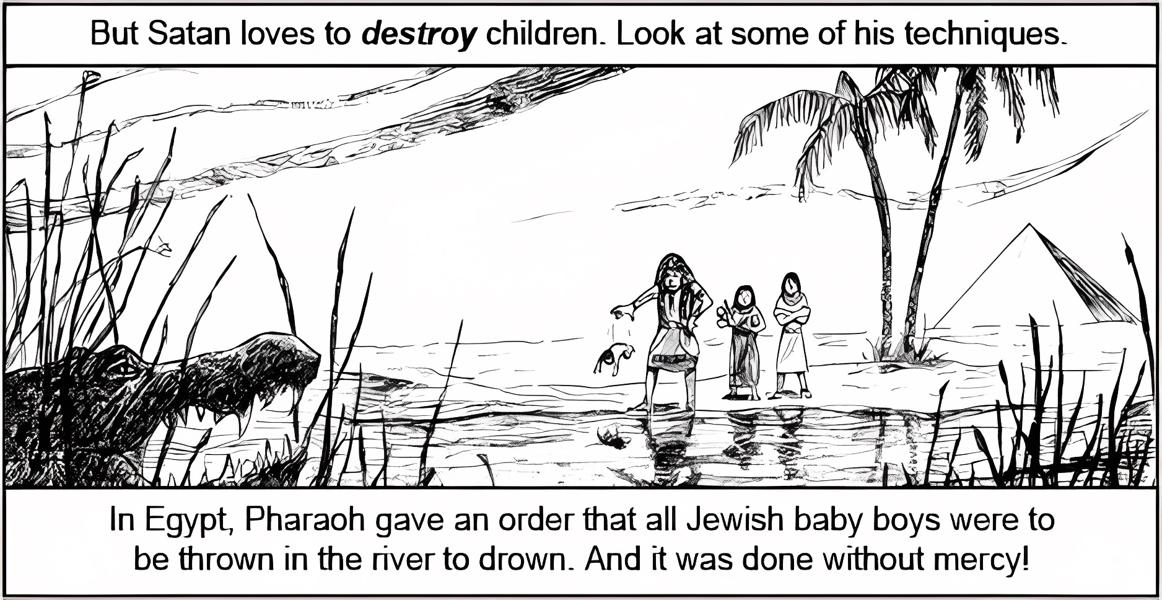 But Satan loves to destroy children. Look at some of his techniques.
In Egypt, Pharaoh gave an order that all Jewish baby boys were to
be thrown in the river to drown. And it was done without mercy!